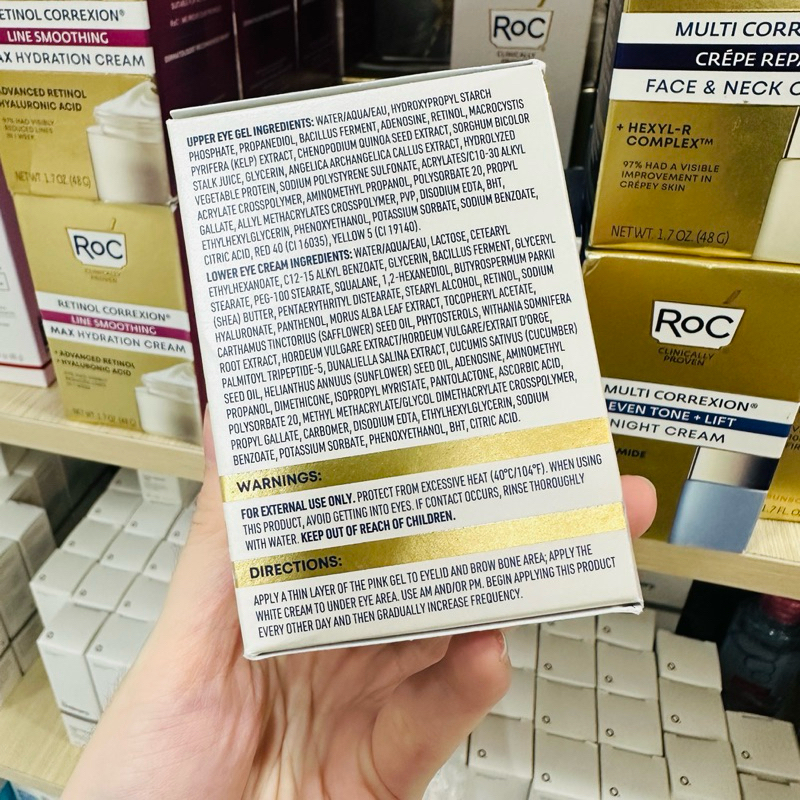 RETINOL CORREXION®
LINE SMOOTHING
MAX HYDRATION CREAM
ADVANCED RETINOL
HYALURONIC ACID
NET WT. 1.7 OZ. (48 G)
RoC
CLINICALLY
PROVEN
RETINOL CORREXION®
LINE SMOOTHING
MAX HYDRATION CREAM
+ ADVANCED RETINOL
+ HYALURONIC ACID
RoC
CLINICALLY
UPPER EYE GEL INGREDIENTS: WATER/AQUA/EAU, HYDROXYPROPYL STARCH
PHOSPHATE, PROPANEDIOL, BACILLUS FERMENT, ADENOSINE, RETINOL, MACROCYSTIS
PYRIFERA (KELP) EXTRACT, CHENOPODIUM QUINOA SEED EXTRACT, SORGHUM BICOLOR
STALK JUICE, GLYCERIN, ANGELICA ARCHANGELICA CALLUS EXTRACT, HYDROLYZED
VEGETABLE PROTEIN, SODIUM POLYSTYRENE SULFONATE, ACRYLATES/C10-30 ALKYL
ACRYLATE CROSSPOLYMER, AMINOMETHYL PROPANOL, POLYSORBATE 20, PROPYL
GALLATE, ALLYL METHACRYLATES CROSSPOLYMER, PVP, DISODIUM EDTA, BHT,
ETHYLHEXYLGLYCERIN, PHENOXYETHANOL, POTASSIUM SORBATE, SODIUM BENZOATE,
CITRIC ACID, RED 40 (CI 16035), YELLOW 5 (CI 19140).
LOWER EYE CREAM INGREDIENTS: WATER/AQUA/EAU, LACTOSE, CETEARYL
ETHYLHEXANOATE, C12-15 ALKYL BENZOATE, GLYCERIN, BACILLUS FERMENT, GLYCERYL
STEARATE, PEG-100 STEARATE, SQUALANE, 1,2-HEXANEDIOL, BUTYROSPERMUM PARKII
(SHEA) BUTTER, PENTAERYTHRITYL DISTEARATE, STEARYL ALCOHOL, RETINOL, SODIUM
HYALURONATE, PANTHENOL, MORUS ALBA LEAF EXTRACT, TOCOPHERYL ACETATE,
CARTHAMUS TINCTORIUS (SAFFLOWER) SEED OIL, PHYTOSTEROLS, WITHANIA SOMNIFERA
ROOT EXTRACT, HORDEUM VULGARE EXTRACT/HORDEUM VULGARE/EXTRAIT D'ORGE,
PALMITOYL TRIPEPTIDE-5, DUNALIELLA SALINA EXTRACT, CUCUMIS SATIVUS (CUCUMBER)
SEED OIL, HELIANTHUS ANNUUS (SUNFLOWER) SEED OIL, ADENOSINE, AMINOMETHYL
PROPANOL, DIMETHICONE, ISOPROPYL MYRISTATE, PANTOLACTONE, ASCORBIC ACID,
POLYSORBATE 20, METHYL METHACRYLATE/GLYCOL DIMETHACRYLATE CROSSPOLYMER,
PROPYL GALLATE, CARBOMER, DISODIUM EDTA, ETHYLHEXYLGLYCERIN, SODIUM
BENZOATE, POTASSIUM SORBATE, PHENOXYETHANOL, BHT, CITRIC ACID.
WARNINGS:
FOR EXTERNAL USE ONLY. PROTECT FROM EXCESSIVE HEAT (40°C/104°F). WHEN USING
THIS PRODUCT, AVOID GETTING INTO EYES. IF CONTACT OCCURS, RINSE THOROUGHLY
WITH WATER. KEEP OUT OF REACH OF CHILDREN.
DIRECTIONS:
APPLY A THIN LAYER OF THE PINK GEL TO EYELID AND BROW BONE AREA; APPLY THE
WHITE CREAM TO UNDER EYE AREA. USE AM AND/OR PM. BEGIN APPLYING THIS PRODUCT
EVERY OTHER DAY AND THEN GRADUALLY INCREASE FREQUENCY.
MULTI CORR
CRÉPE REPA
FACE & NECK C
+ HEXYL-R
COMPLEX™
97% HAD A VISIBLE
IMPROVEMENT IN
CRÉPEY SKIN
NET WT. 1.7 OZ. (48 G)
RoC
CLINICALLY
PROVEN
MULTI CORREXION®
EVEN TONE + LIFT
NIGHT CREAM